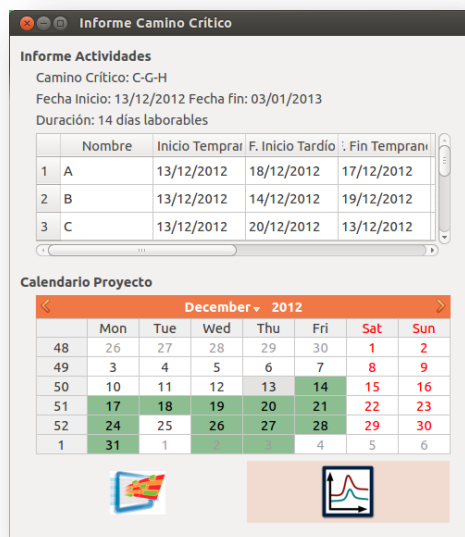 Informe Camino Crítico
Informe Actividades
Camino Crítico: C-G-H
Fecha Inicio: 13/12/2012 Fecha fin: 03/01/2013
Duración: 14 días laborables
Nombre Inicio Tempran F. Inicio Tardío . Fin Temprano
1 A 13/12/2012 18/12/2012 17/12/2012
2 B 13/12/2012 14/12/2012 19/12/2012
3 C 13/12/2012 20/12/2012 13/12/2012
Calendario Proyecto
December 2012
Mon Tue Wed Thu Fri Sat Sun
48 26 27 28 29 30 1 2
49 3 4 5 6 7 8 9
50 10 11 12 13 14 15 16
51 17 18 19 20 21 22 23
52 24 25 26 27 28 29 30
1 31 1 2 3 4 5 6